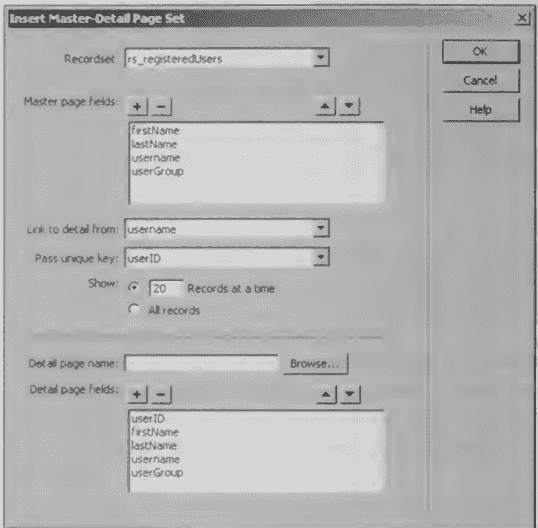 Insert Master-Detail Page Set
Recordset rs_registeredUsers
OK
Cancel
Help
Master page fields:
firstName
lastName
username
userGroup
Link to detail from: username
Pass unique key: userID
Show: 20 Records at a time
All records
Detail page name: Browse...
Detail page fields:
userID
firstName
lastName
username
userGroup